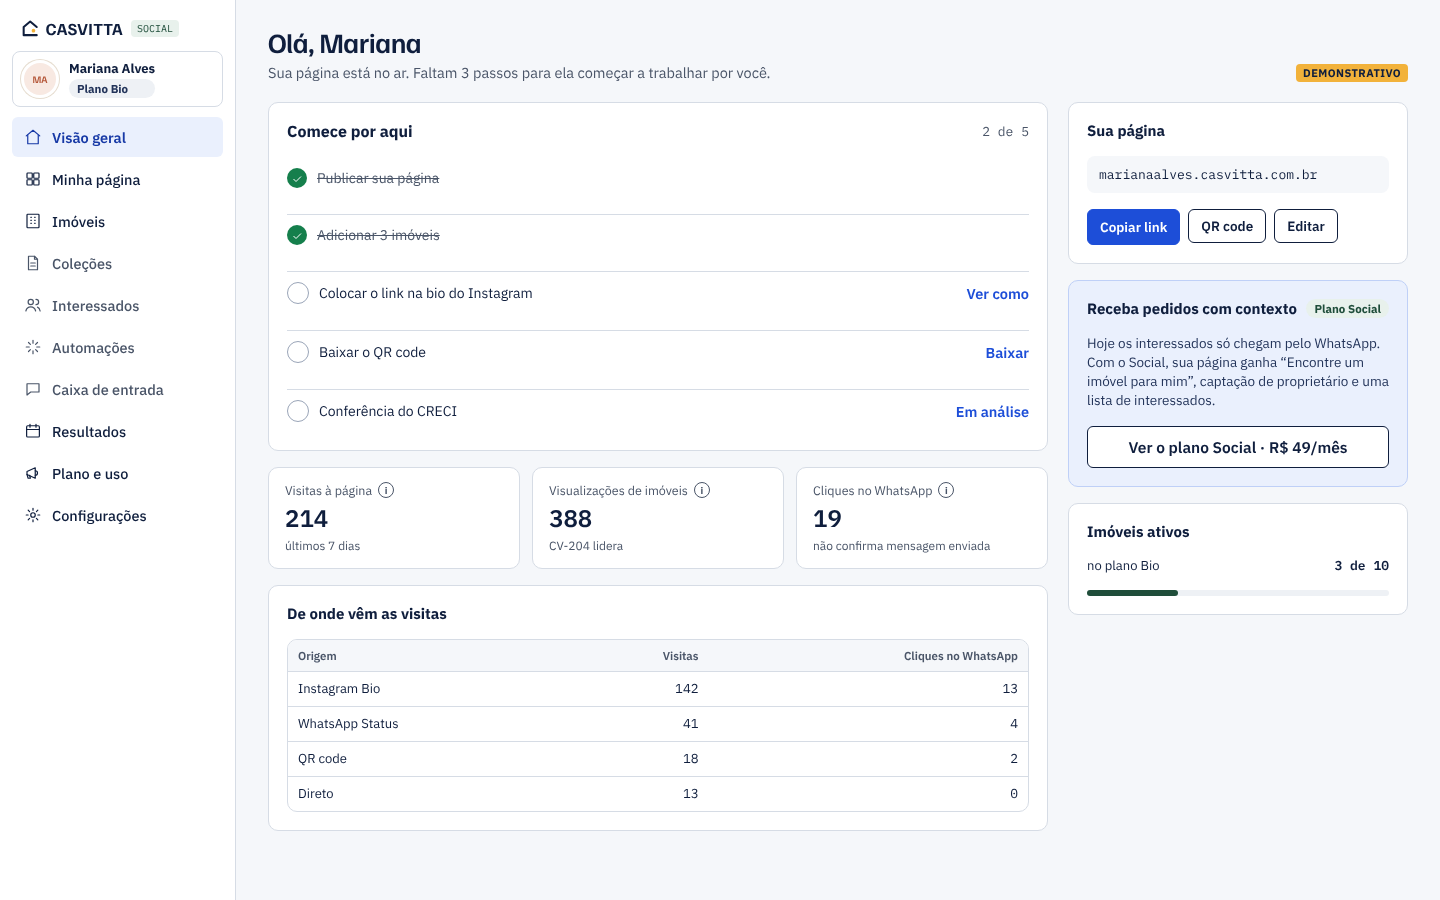 CASVITTA SOCIAL
MA
Mariana Alves
Plano Bio
Visão geral
Minha página
Imóveis
Coleções
Interessados
Automações
Caixa de entrada
Resultados
Plano e uso
Configurações
Olá, Mariana
Sua página está no ar. Faltam 3 passos para ela começar a trabalhar por você.
DEMONSTRATIVO
Comece por aqui
2 de 5
Publicar sua página
Adicionar 3 imóveis
Colocar o link na bio do Instagram
Ver como
Baixar o QR code
Baixar
Conferência do CRECI
Em análise
Visitas à página i
214
últimos 7 dias
Visualizações de imóveis i
388
CV-204 lidera
Cliques no WhatsApp i
19
não confirma mensagem enviada
De onde vêm as visitas
Origem Visitas Cliques no WhatsApp
Instagram Bio 142 13
WhatsApp Status 41 4
QR code 18 2
Direto 13 0
Sua página
marianaalves.casvitta.com.br
Copiar link QR code Editar
Receba pedidos com contexto Plano Social
Hoje os interessados só chegam pelo WhatsApp.
Com o Social, sua página ganha “Encontre um
imóvel para mim”, captação de proprietário e uma
lista de interessados.
Ver o plano Social · R$ 49/mês
Imóveis ativos
no plano Bio 3 de 10